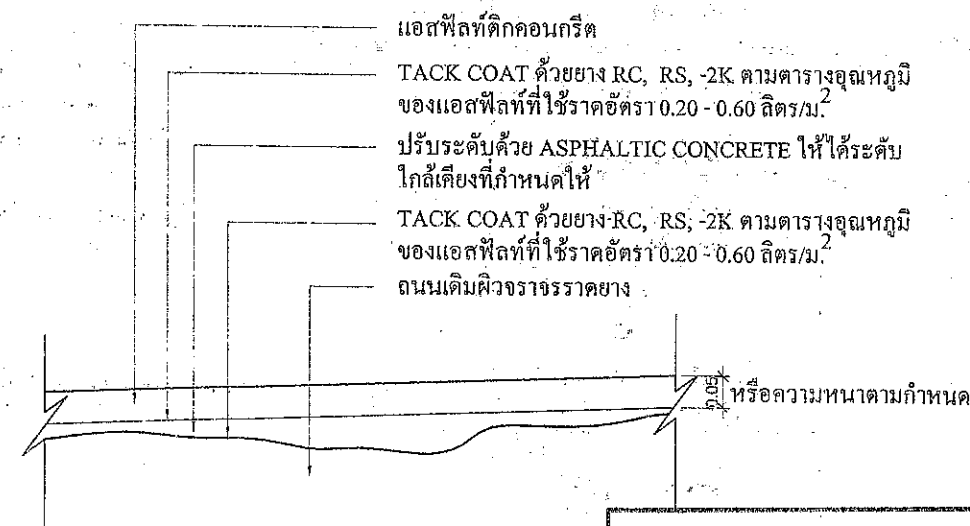 แอสฟัลท์ติกคอนกรีต
TACK COAT ด้วยยาง RC, RS, -2K ตามตารางอุณหภูมิ
ของแอสฟัลท์ที่ใช้ราดอัตรา 0.20 - 0.60 ลิตร/ม.²
ปรับระดับด้วย ASPHALTIC CONCRETE ให้ได้ระดับ
ใกล้เคียงที่กำหนดให้
TACK COAT ด้วยยาง RC, RS, -2K ตามตารางอุณหภูมิ
ของแอสฟัลท์ที่ใช้ราดอัตรา 0.20 - 0.60 ลิตร/ม.²
ถนนเดิมผิวจราจรราดยาง
0.05 หรือความหนาตามกำหนด